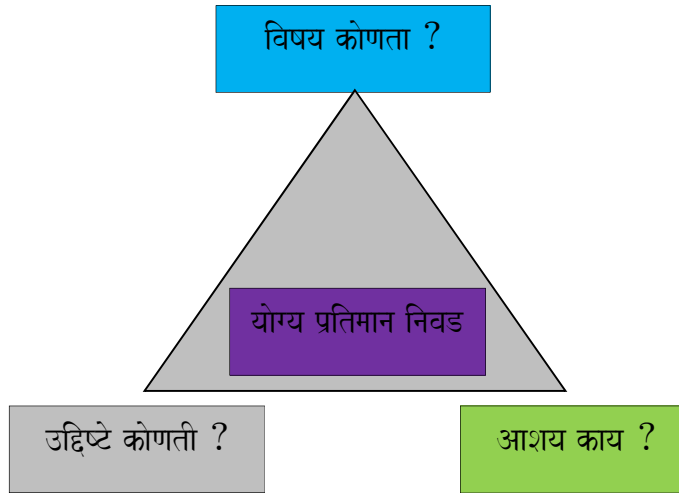 विषय कोणता ?
योग्य प्रतिमान निवड
उद्दिष्टे कोणती ?
आशय काय ?